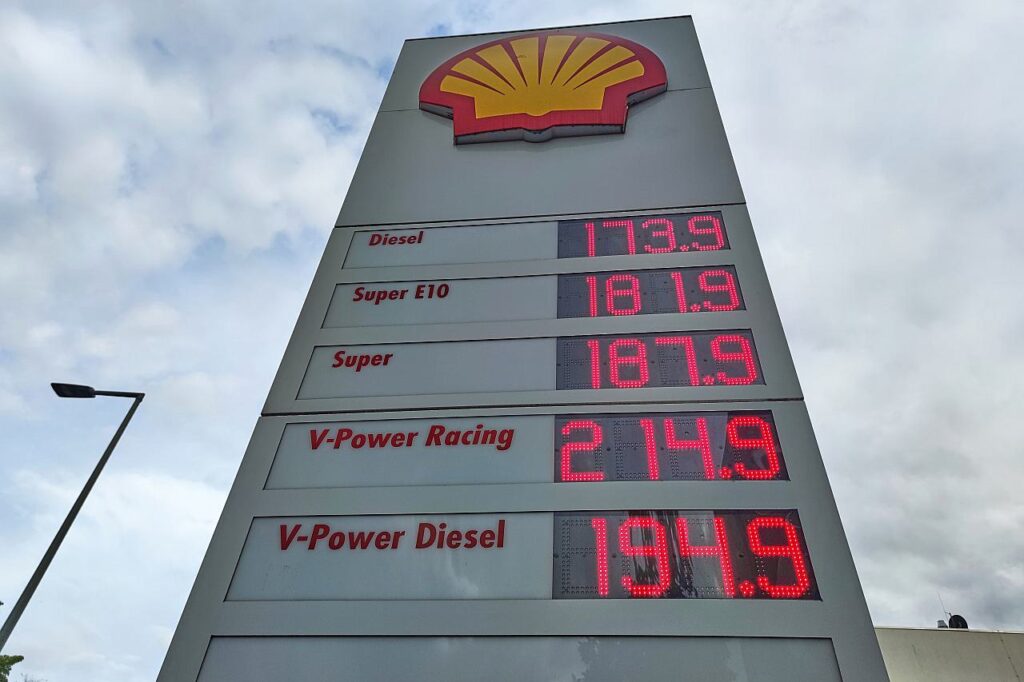 Diesel 173.9
Super E10 181.9
Super 187.9
V-Power Racing 214.9
V-Power Diesel 194.9